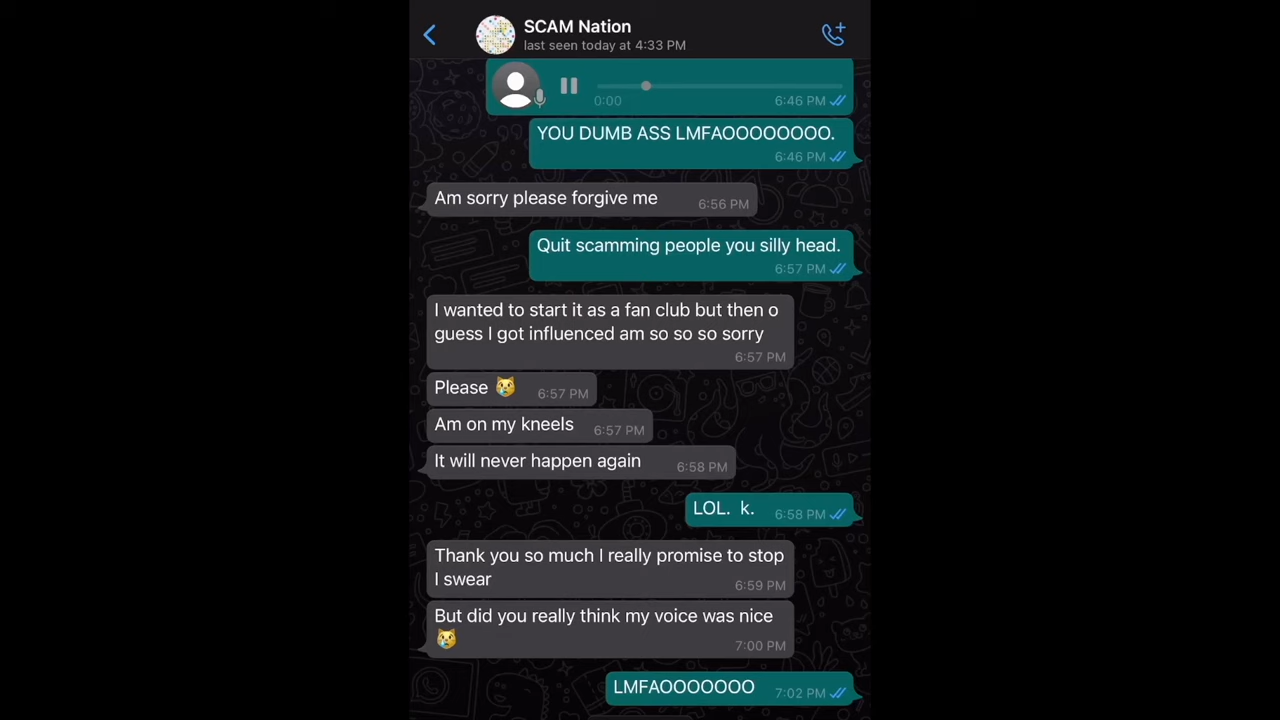 SCAM Nation
last seen today at 4:33 PM
0:00
6:46 PM
YOU DUMB ASS LMFAOOOOOOOO.
6:46 PM
Am sorry please forgive me
6:56 PM
Quit scamming people you silly head.
6:57 PM
I wanted to start it as a fan club but then o
guess I got influenced am so so so sorry
6:57 PM
Please 😿
6:57 PM
Am on my kneels
6:57 PM
It will never happen again
6:58 PM
LOL. k.
6:58 PM
Thank you so much I really promise to stop
I swear
6:59 PM
But did you really think my voice was nice
😿
7:00 PM
LMFAOOOOOOO
7:02 PM